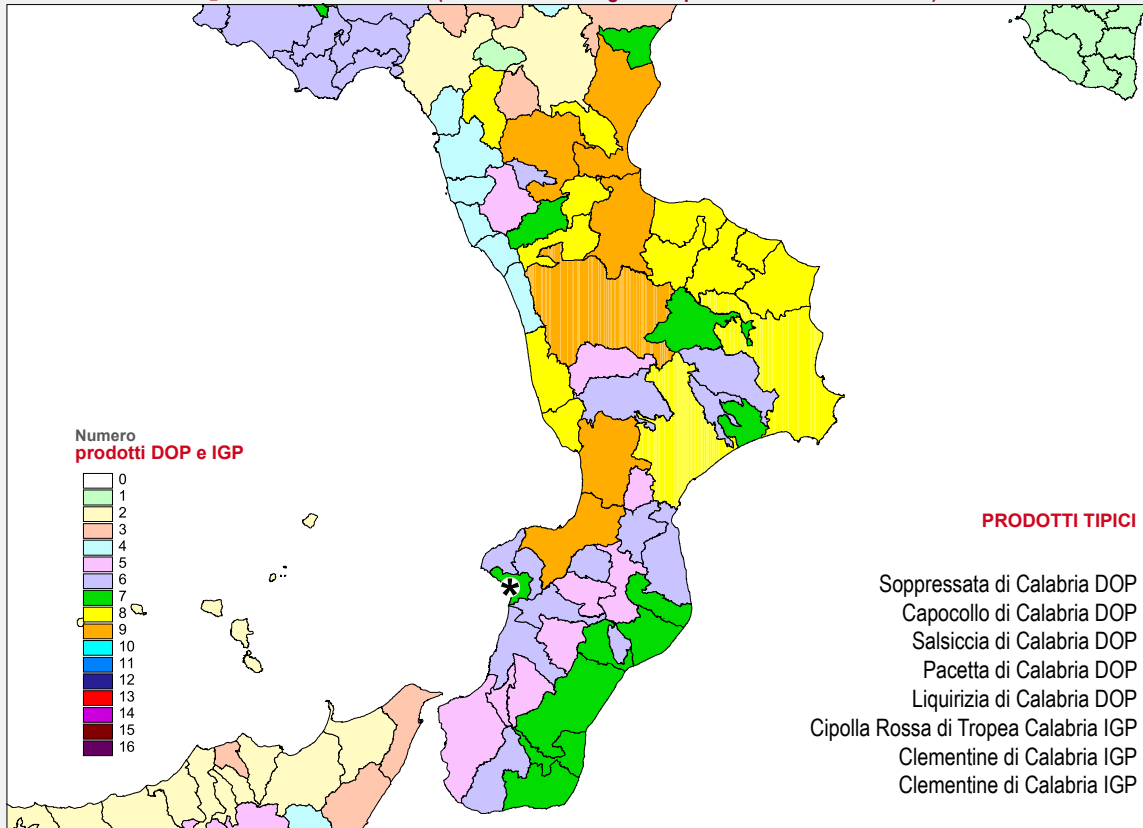 Numero
prodotti DOP e IGP
0
1
2
3
4
5
6
7
8
9
10
11
12
13
14
15
16
*
PRODOTTI TIPICI
Soppressata di Calabria DOP
Capocollo di Calabria DOP
Salsiccia di Calabria DOP
Pacetta di Calabria DOP
Liquirizia di Calabria DOP
Cipolla Rossa di Tropea Calabria IGP
Clementine di Calabria IGP
Clementine di Calabria IGP